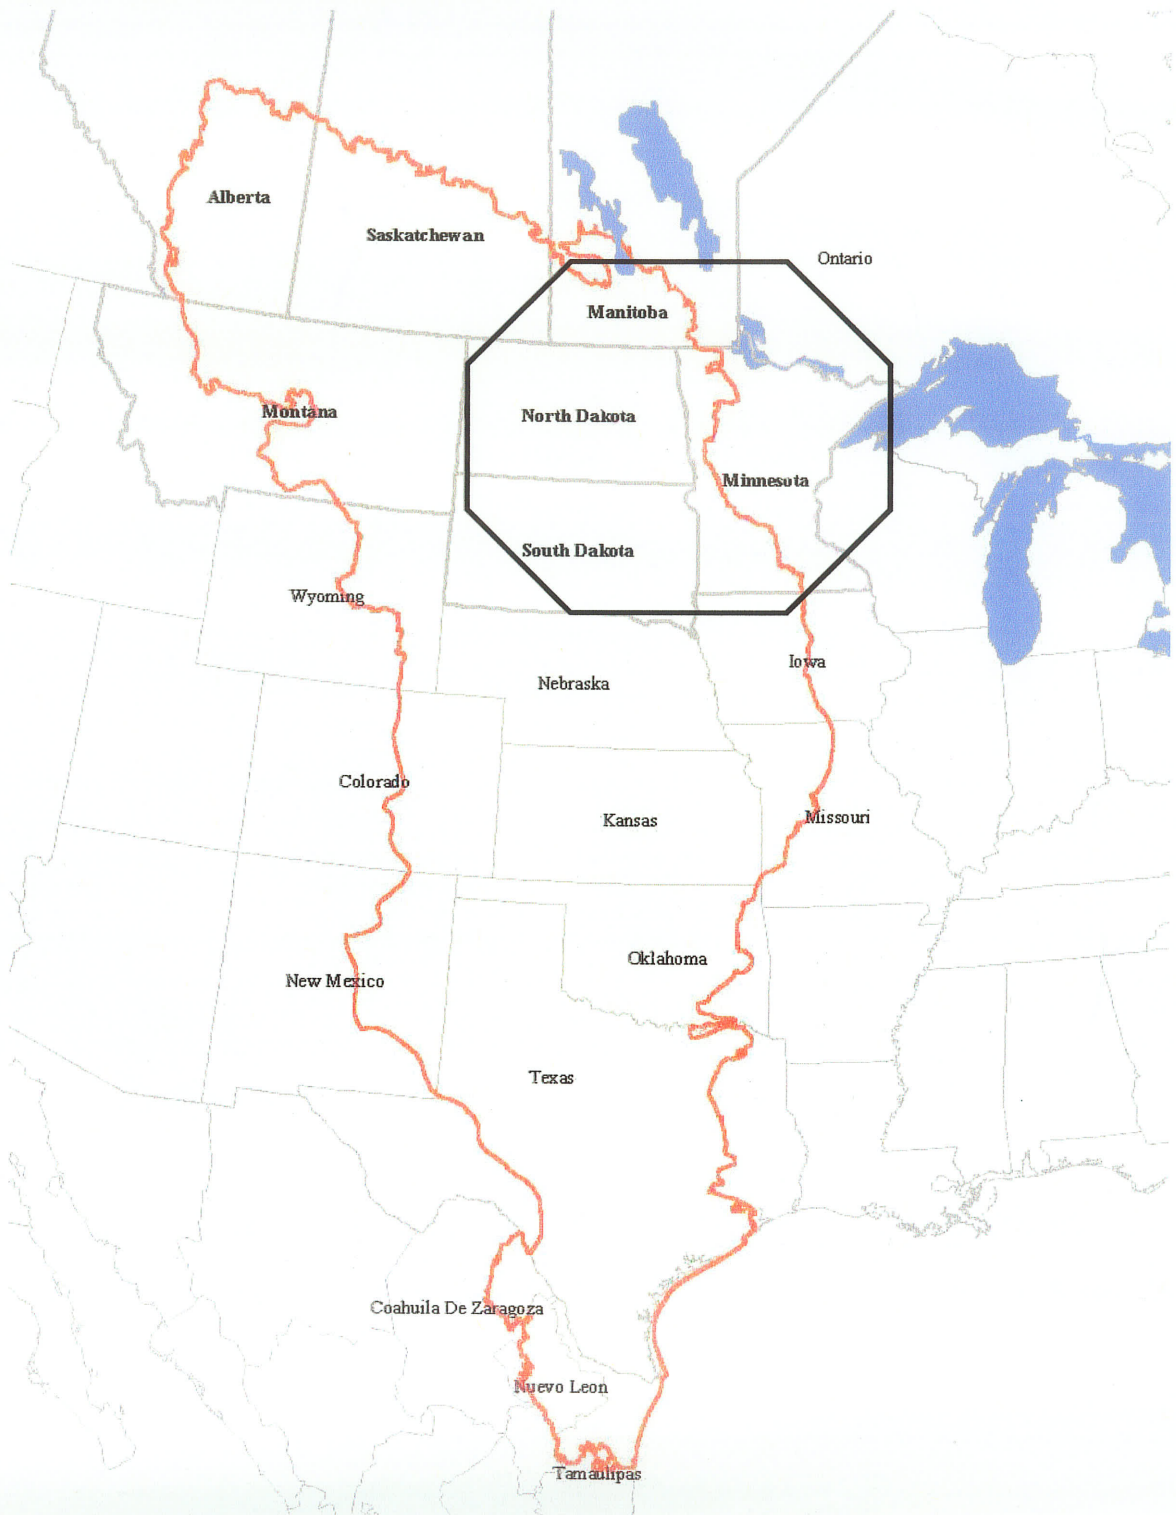 Alberta
Saskatchewan
Ontario
Manitoba
Montana
North Dakota
Minnesota
South Dakota
Wyoming
Iowa
Nebraska
Colorado
Kansas
Missouri
Oklahoma
New Mexico
Texas
Coahuila De Zaragoza
Nuevo Leon
Tamaulipas